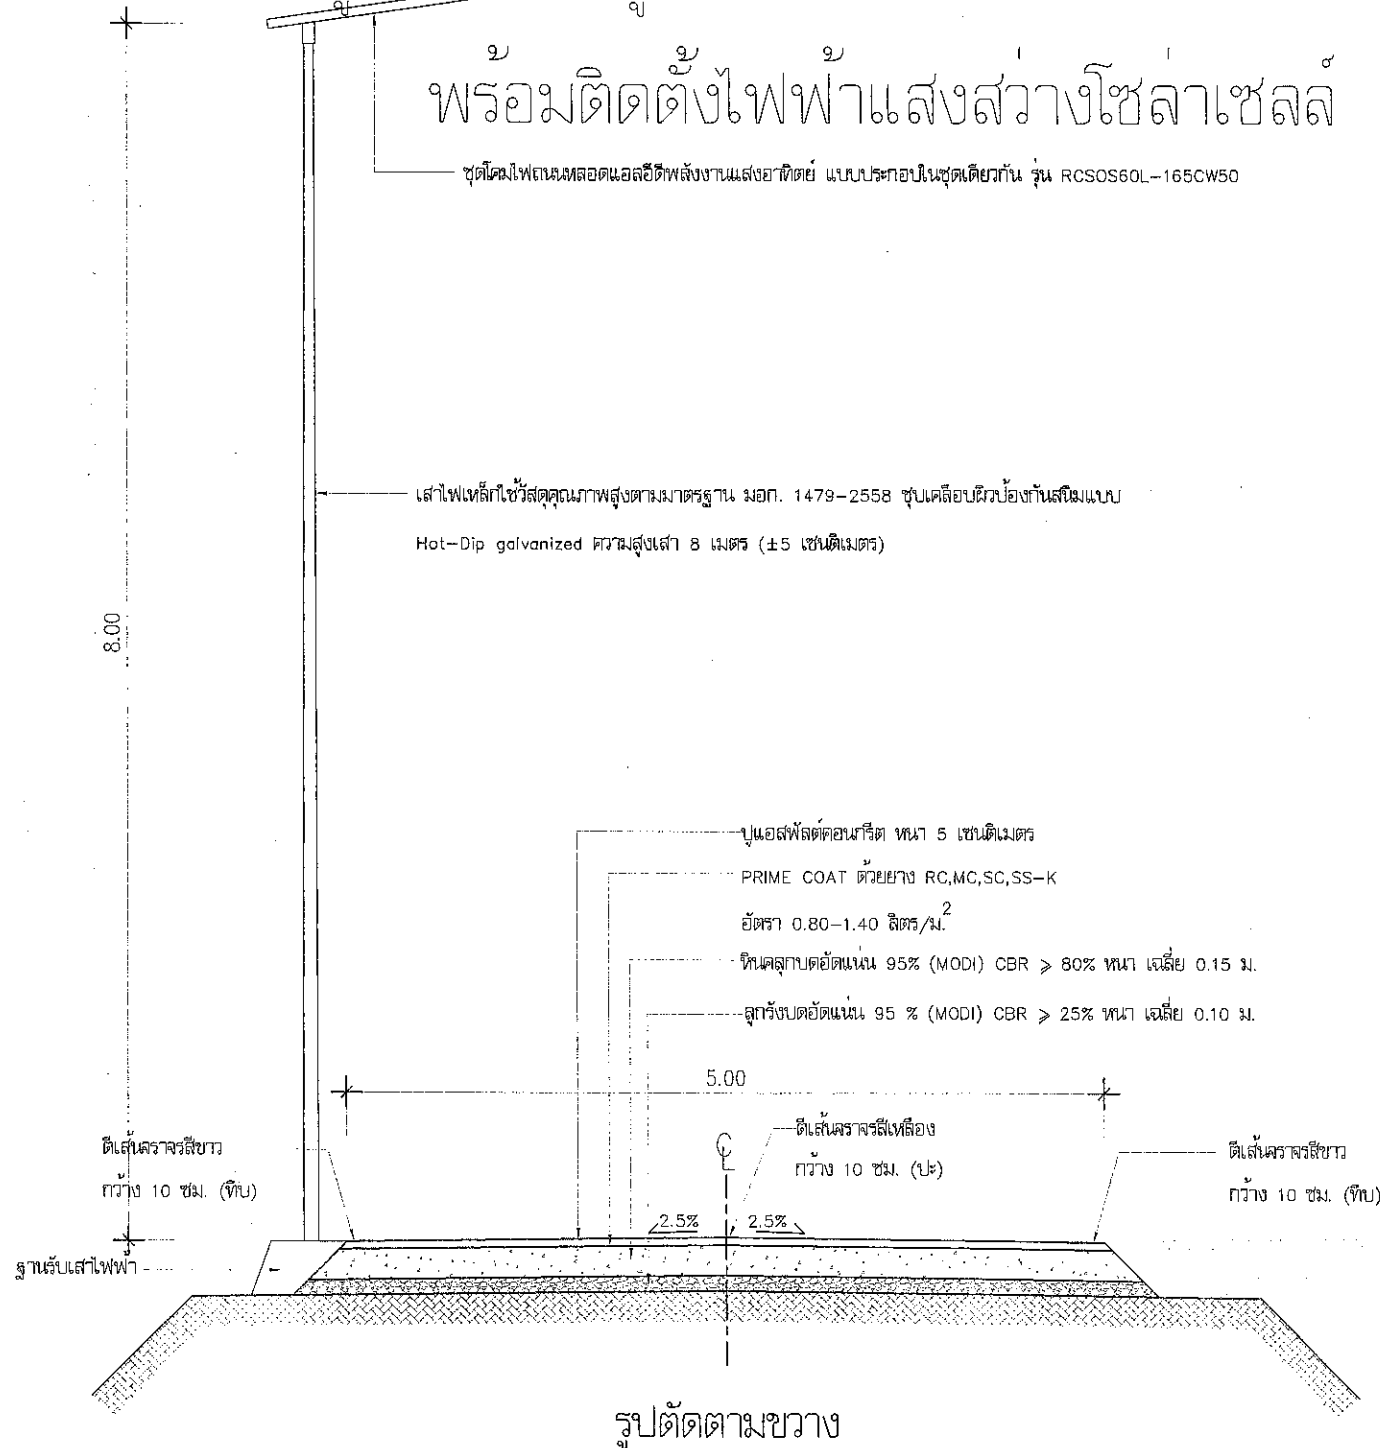 พร้อมติดตั้งไฟฟ้าแสงสว่างโซล่าเซลล์
ชุดโคมไฟถนนหลอดแอลอีดีพลังงานแสงอาทิตย์ แบบประกอบในชุดเดียวกัน รุ่น RCSOS60L-165CW50
เสาไฟเหล็กใช้วัสดุคุณภาพสูงตามมาตรฐาน มอก. 1479-2558 ชุบเคลือบผิวป้องกันสนิมแบบ
Hot-Dip galvanized ความสูงเสา 8 เมตร (±5 เซนติเมตร)
8.00
ปูแอสฟัลต์คอนกรีต หนา 5 เซนติเมตร
PRIME COAT ด้วยยาง RC,MC,SC,SS-K
อัตรา 0.80-1.40 ลิตร/ม.²
หินคลุกบดอัดแน่น 95% (MODI) CBR ⩾ 80% หนา เฉลี่ย 0.15 ม.
ลูกรังบดอัดแน่น 95 % (MODI) CBR ⩾ 25% หนา เฉลี่ย 0.10 ม.
5.00
ตีเส้นจราจรสีขาว
กว้าง 10 ซม. (ทึบ)
ตีเส้นจราจรสีเหลือง
กว้าง 10 ซม. (ปะ)
ตีเส้นจราจรสีขาว
กว้าง 10 ซม. (ทึบ)
2.5% 2.5%
ฐานรับเสาไฟฟ้า
รูปตัดตามขวาง